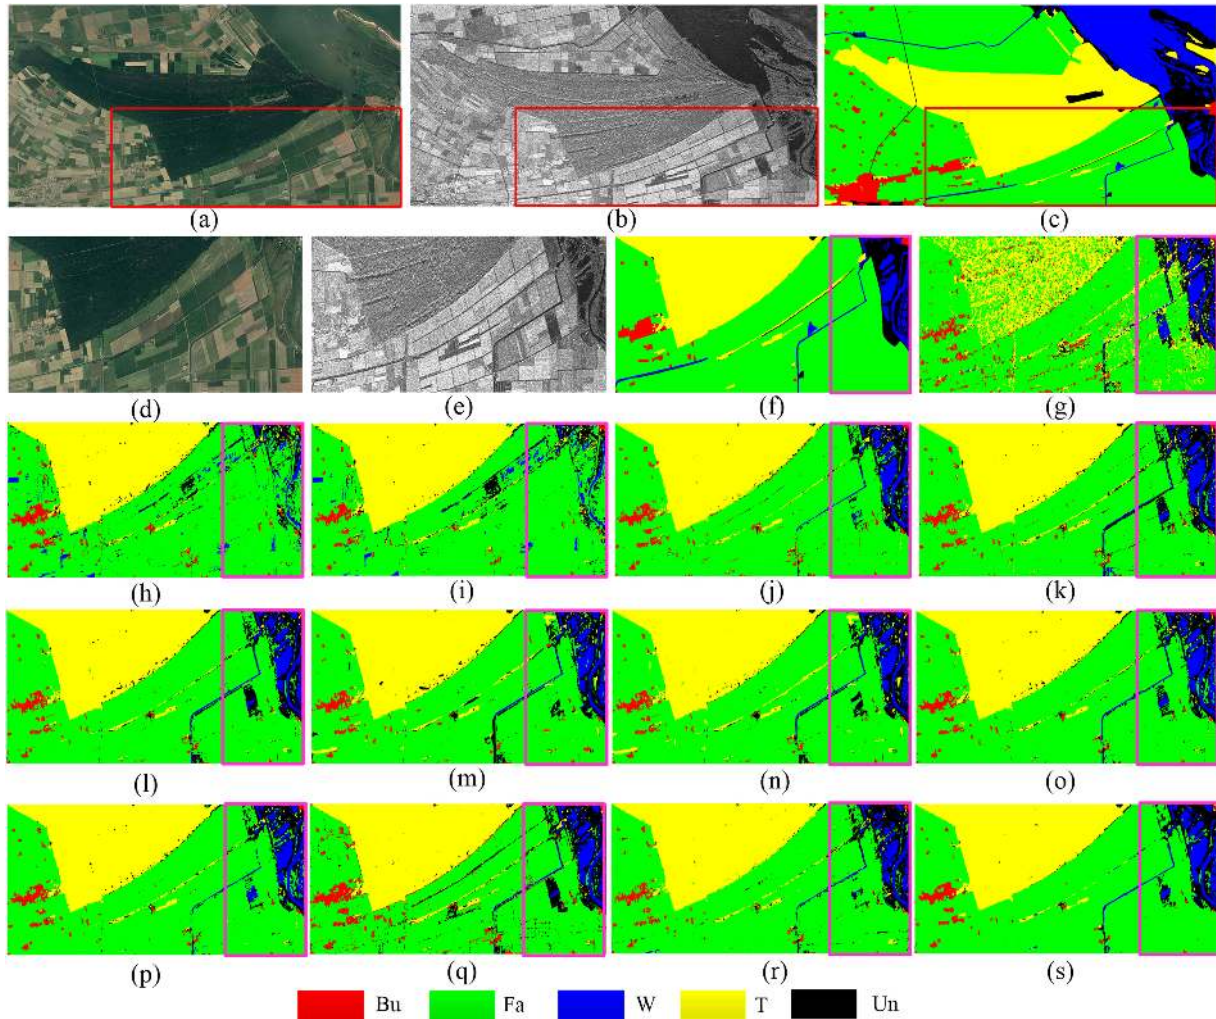 (a) (b) (c)
(d) (e) (f) (g)
(h) (i) (j) (k)
(l) (m) (n) (o)
(p) (q) (r) (s)
Bu Fa W T Un